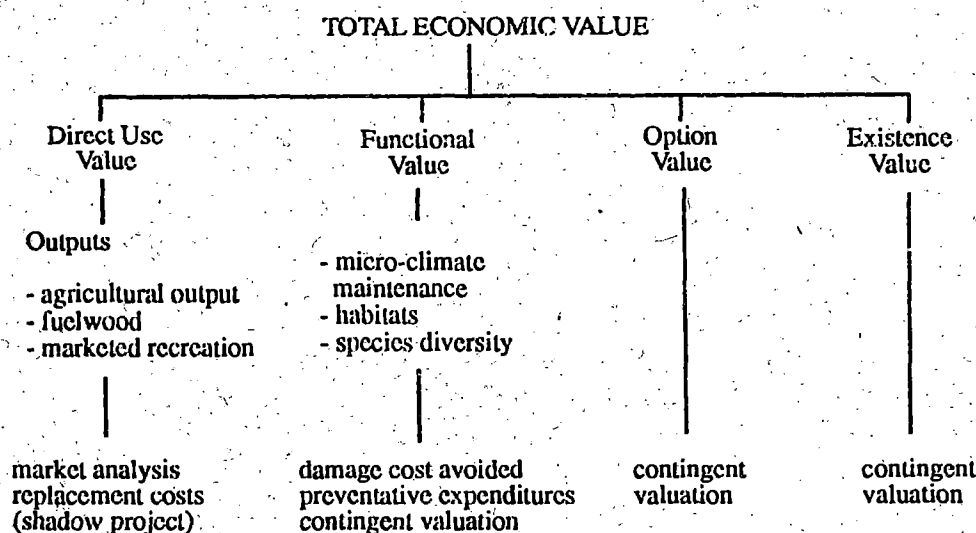 TOTAL ECONOMIC VALUE
Direct Use
Value
Functional
Value
Option
Value
Existence
Value
Outputs
- agricultural output
- fuelwood
- marketed recreation
- micro-climate
maintenance
- habitats
- species diversity
market analysis
replacement costs
(shadow project)
damage cost avoided
preventative expenditures
contingent valuation
contingent
valuation
contingent
valuation